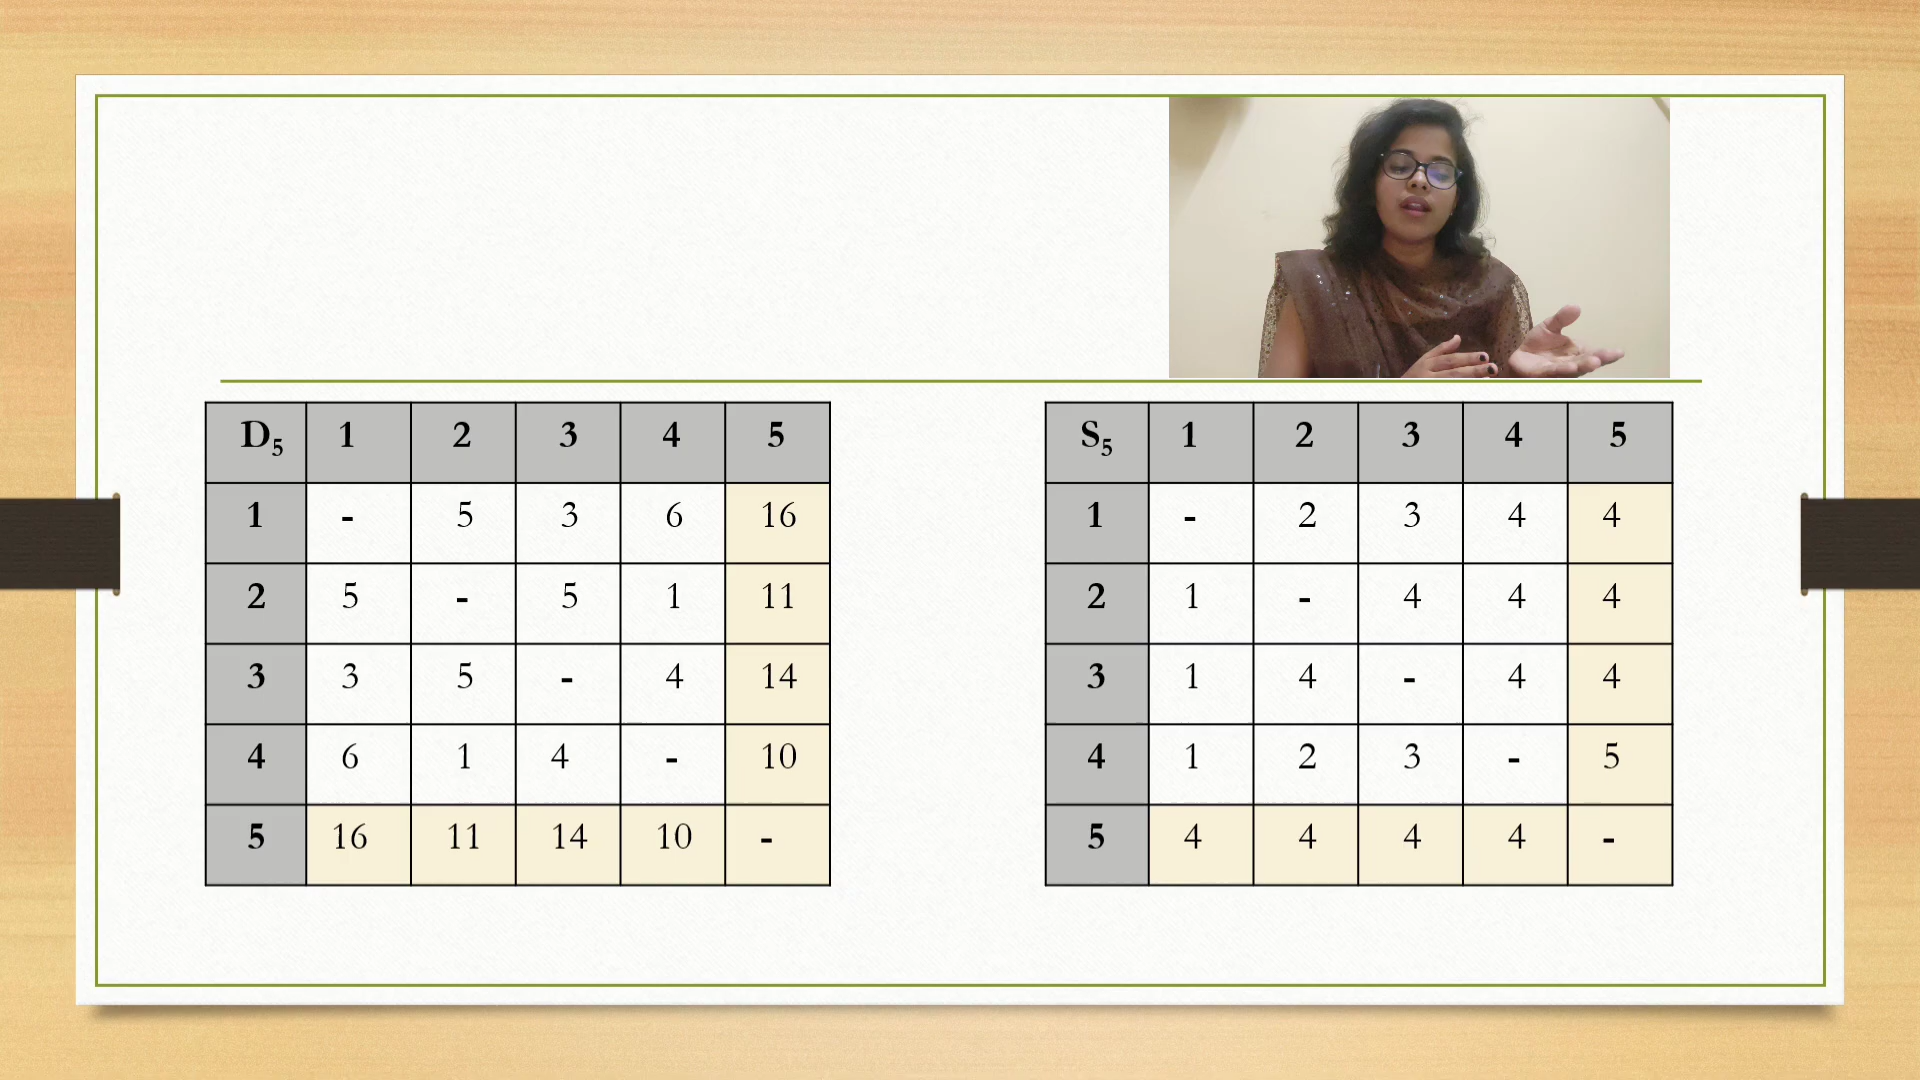 D₅ 1 2 3 4 5
1 - 5 3 6 16
2 5 - 5 1 11
3 3 5 - 4 14
4 6 1 4 - 10
5 16 11 14 10 -
S₅ 1 2 3 4 5
1 - 2 3 4 4
2 1 - 4 4 4
3 1 4 - 4 4
4 1 2 3 - 5
5 4 4 4 4 -